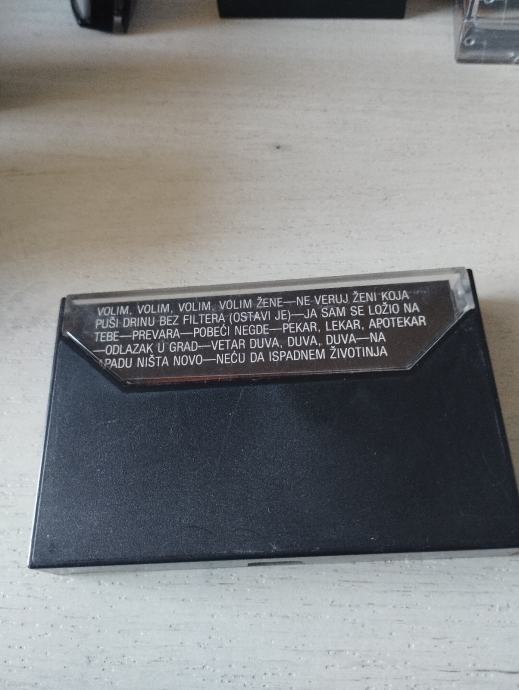 VOLIM, VOLIM, VOLIM, VOLIM ŽENE—NE VERUJ ŽENI KOJA
PUŠI DRINU BEZ FILTERA (OSTAVI JE)—JA SAM SE LOŽIO NA
TEBE—PREVARA—POBEĆI NEGDE—PEKAR, LEKAR, APOTEKAR
—ODLAZAK U GRAD—VETAR DUVA, DUVA, DUVA—NA
ZAPADU NIŠTA NOVO—NEĆU DA ISPADNEM ŽIVOTINJA